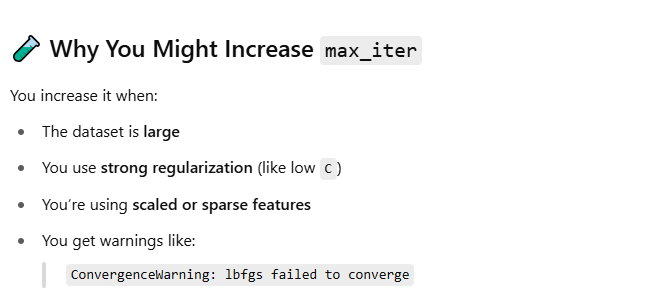 Why You Might Increase max_iter
You increase it when:
The dataset is large
You use strong regularization (like low C)
You're using scaled or sparse features
You get warnings like:
ConvergenceWarning: lbfgs failed to converge